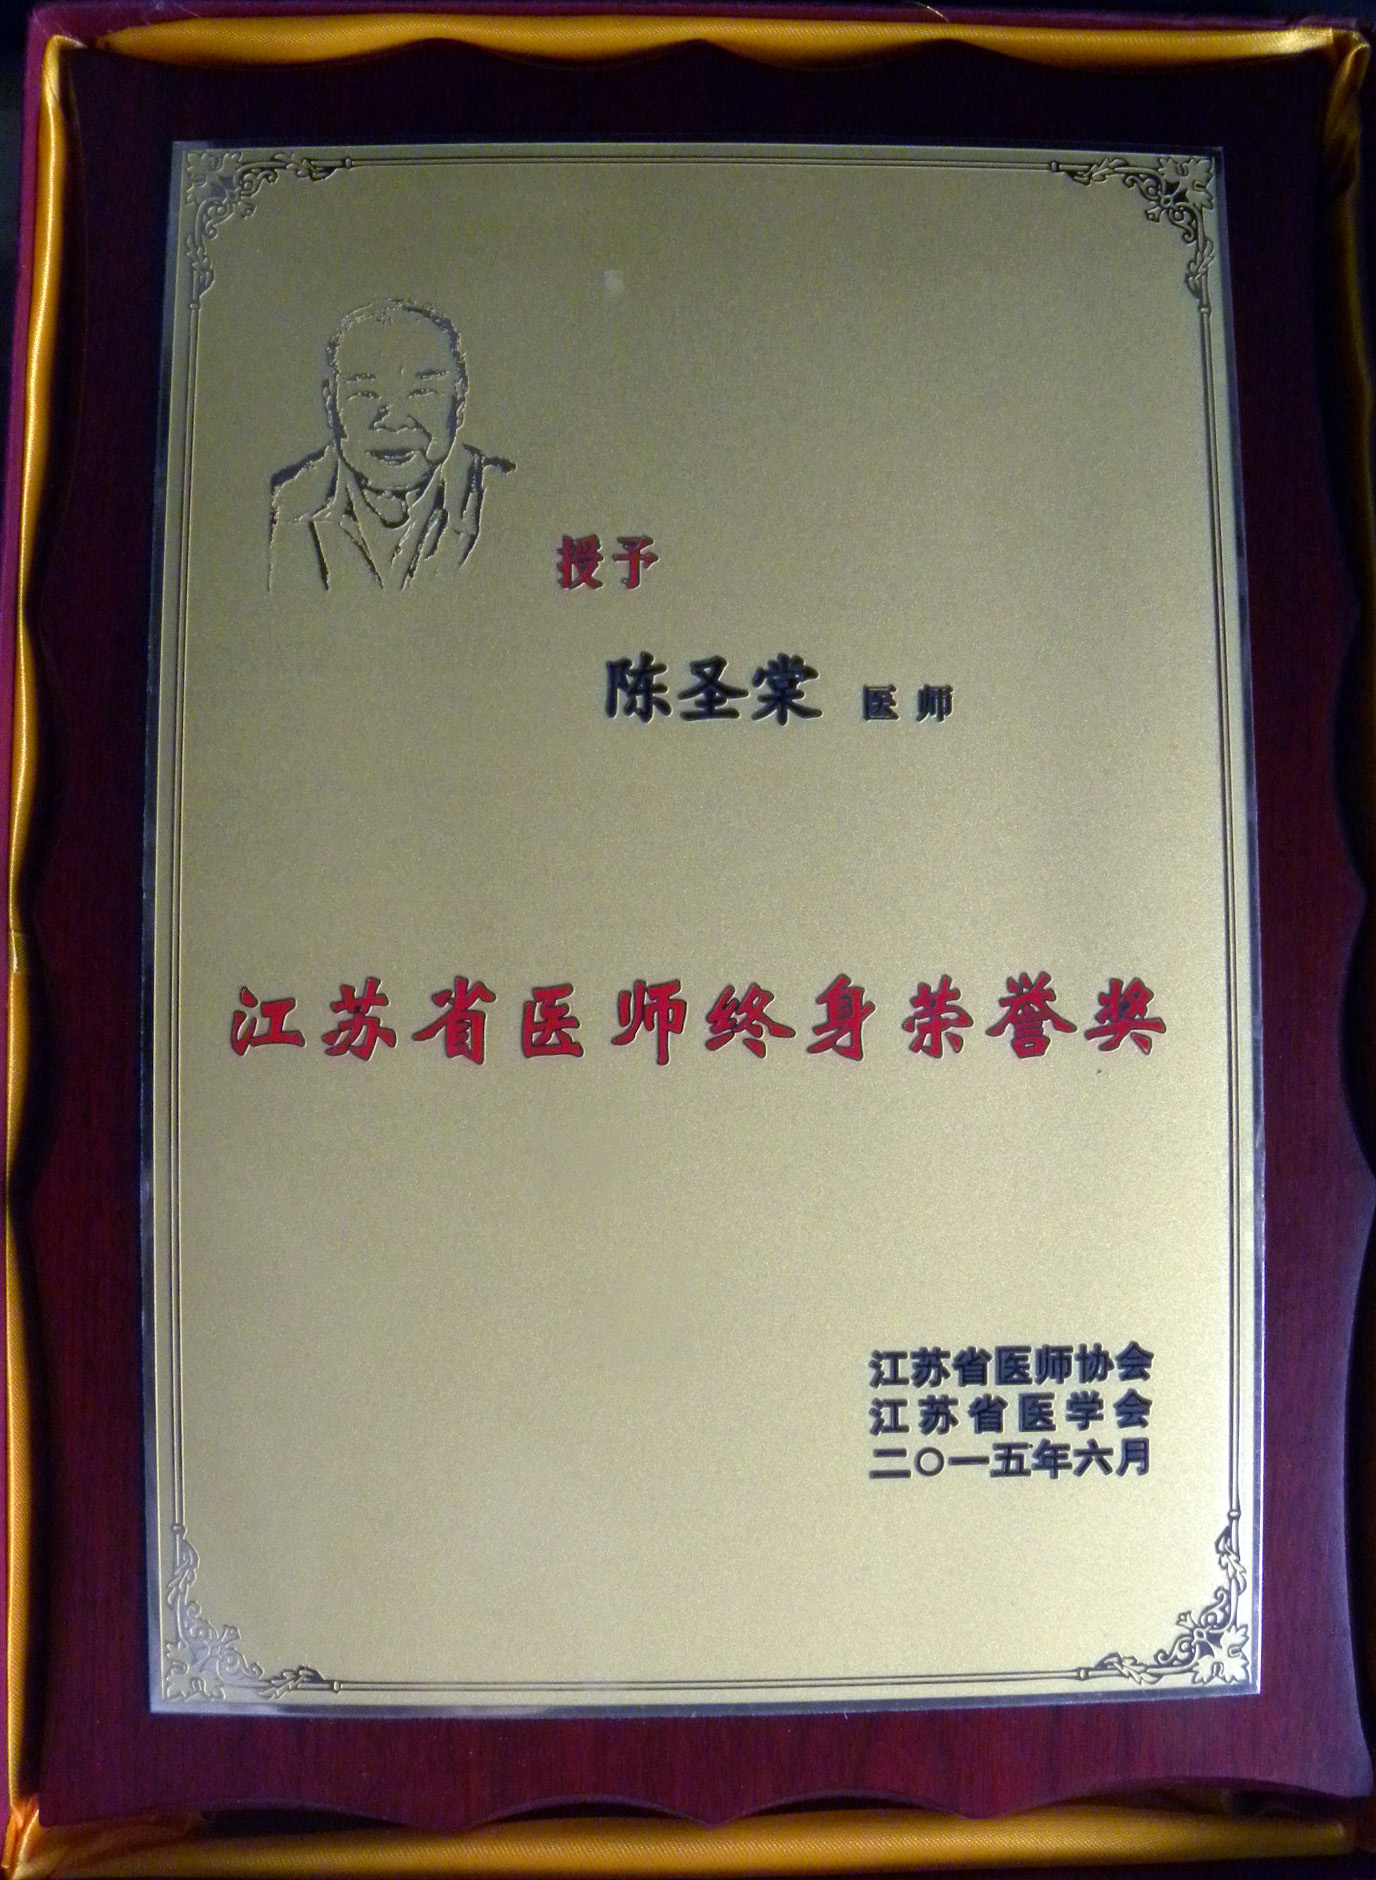 授予
陈圣棠 医师
江苏省医师终身荣誉奖
江苏省医师协会
江苏省医学会
二〇一五年六月